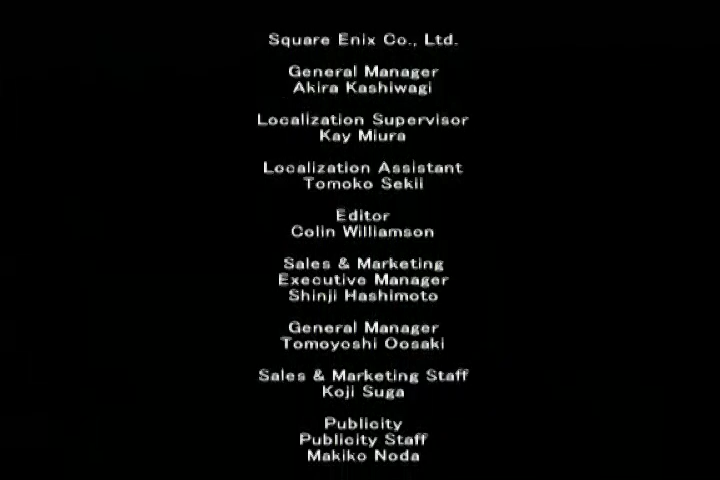 Square Enix Co., Ltd.
General Manager
Akira Kashiwagi
Localization Supervisor
Kay Miura
Localization Assistant
Tomoko Sekii
Editor
Colin Williamson
Sales & Marketing
Executive Manager
Shinji Hashimoto
General Manager
Tomoyoshi Oosaki
Sales & Marketing Staff
Koji Suga
Publicity
Publicity Staff
Makiko Noda